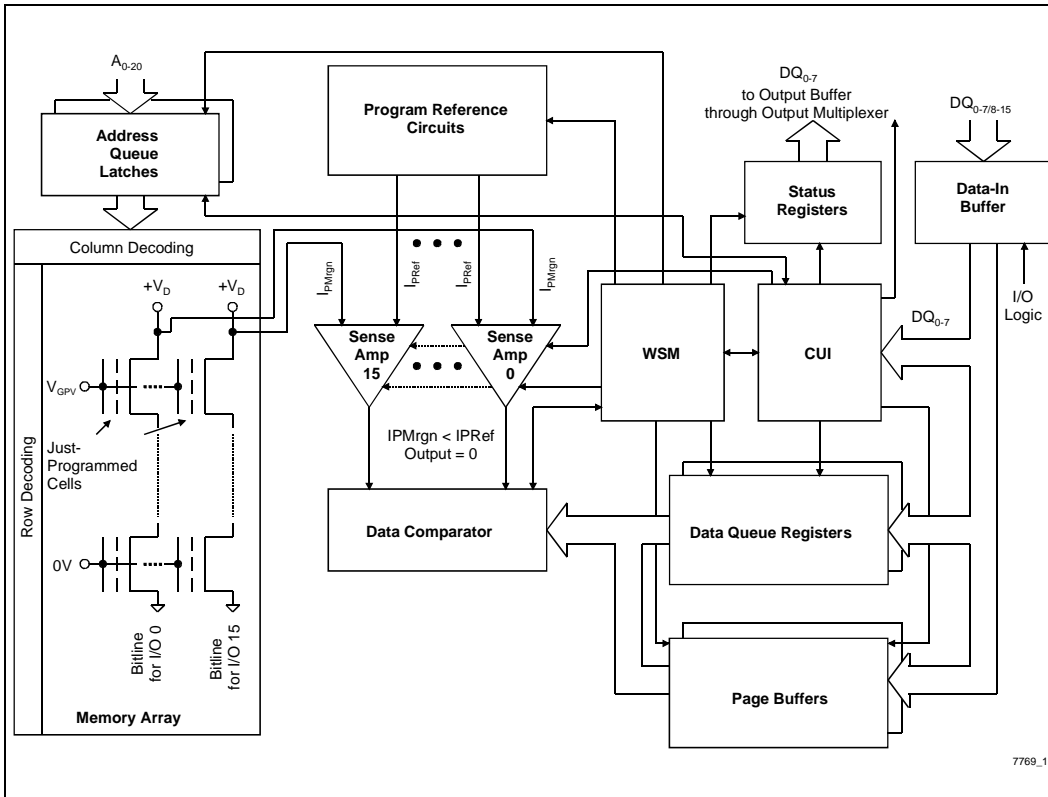 A0-20
Address
Queue
Latches
Program Reference
Circuits
DQ0-7
to Output Buffer
through Output Multiplexer
DQ0-7/8-15
Status
Registers
Data-In
Buffer
Column Decoding
Row Decoding
+VD
+VD
IPMrgn
IPRef
IPRef
IPMrgn
Sense
Amp
15
Sense
Amp
0
WSM
CUI
DQ0-7
I/O
Logic
VGPV
Just-
Programmed
Cells
IPMrgn < IPRef
Output = 0
Data Comparator
Data Queue Registers
0V
Bitline
for I/O 0
Bitline
for I/O 15
Page Buffers
Memory Array
7769_1